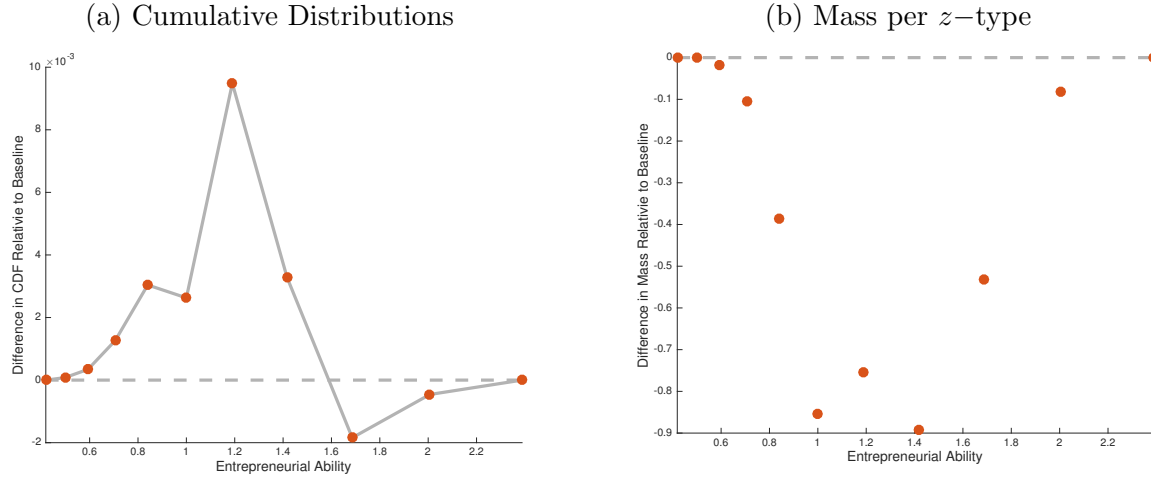 (a) Cumulative Distributions
×10⁻³
10
8
6
4
2
0
-2
0.6 0.8 1 1.2 1.4 1.6 1.8 2 2.2
Entrepreneurial Ability
Difference in CDF Relativie to Baseline
(b) Mass per z−type
0
-0.1
-0.2
-0.3
-0.4
-0.5
-0.6
-0.7
-0.8
-0.9
0.6 0.8 1 1.2 1.4 1.6 1.8 2 2.2
Entrepreneurial Ability
Difference in Mass Relativie to Baseline